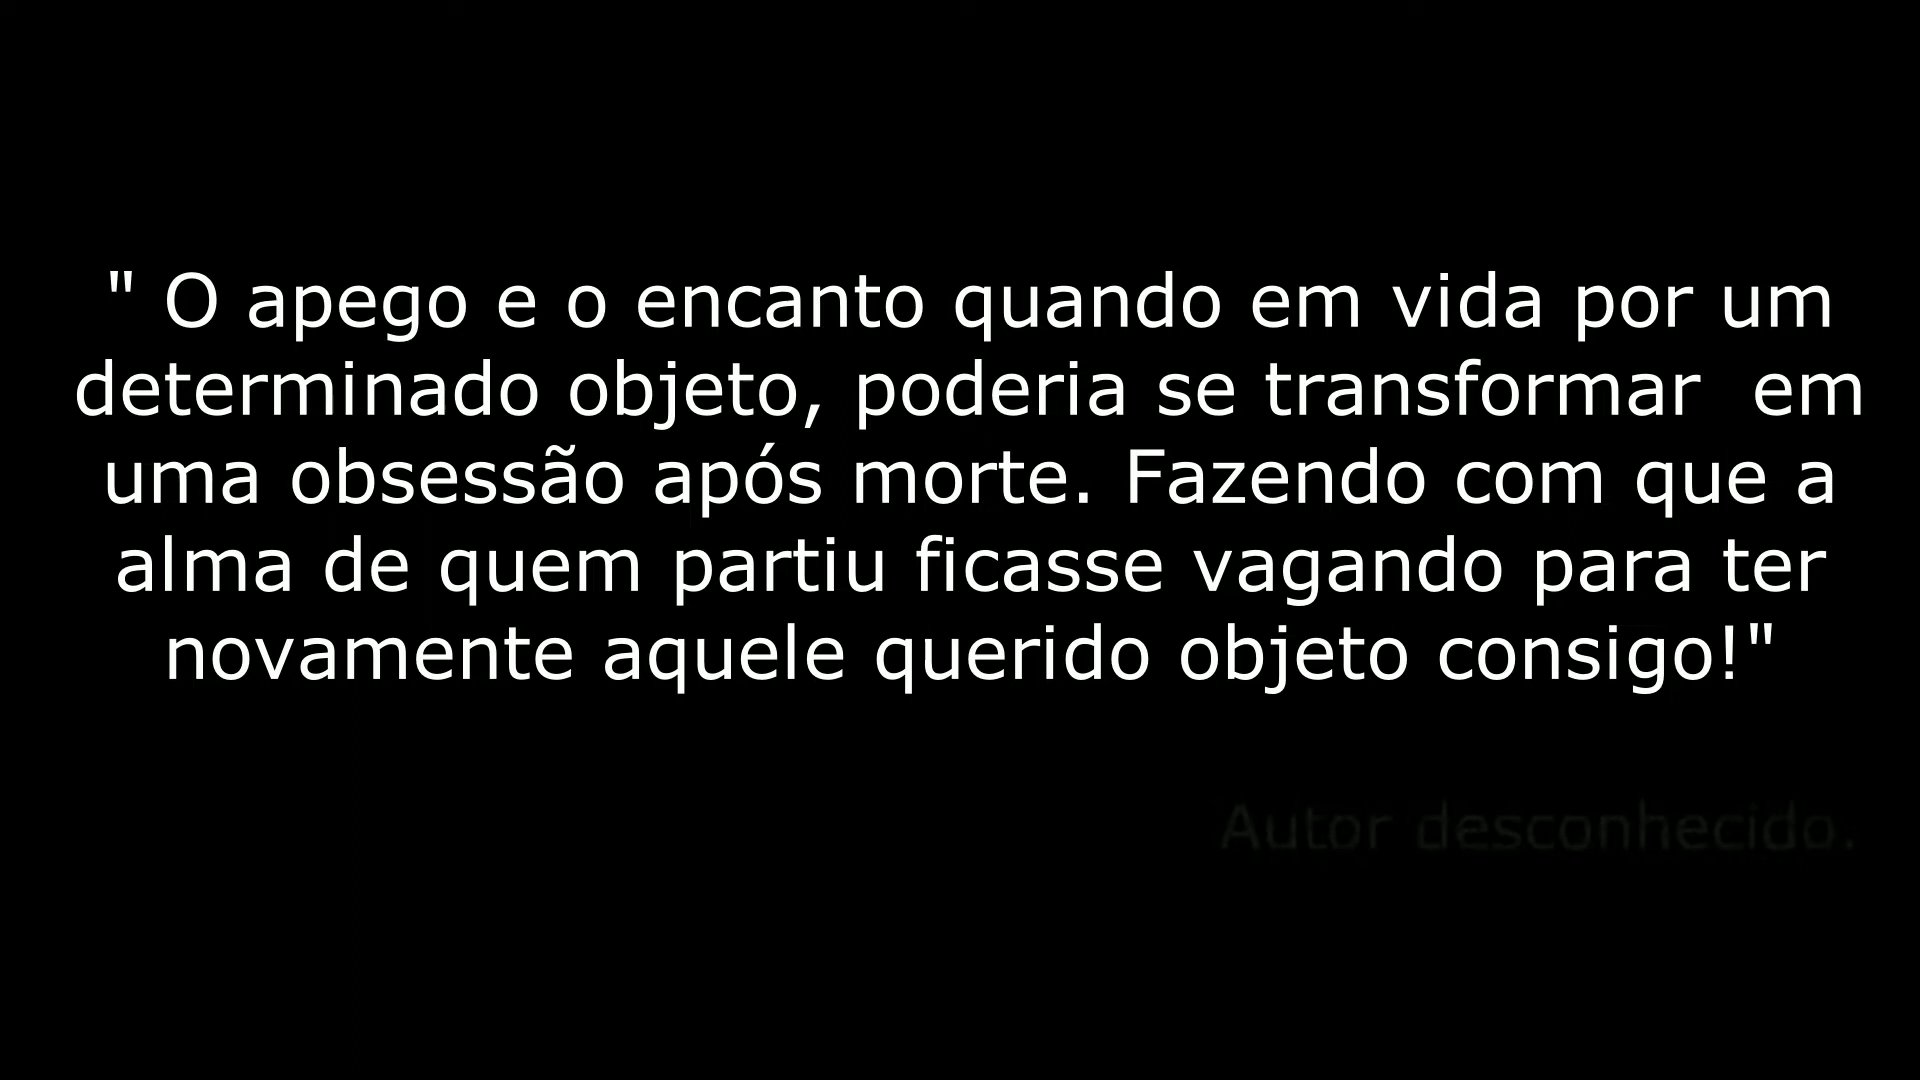 " O apego e o encanto quando em vida por um
determinado objeto, poderia se transformar  em
uma obsessão após morte. Fazendo com que a
alma de quem partiu ficasse vagando para ter
novamente aquele querido objeto consigo!"
Autor desconhecido.